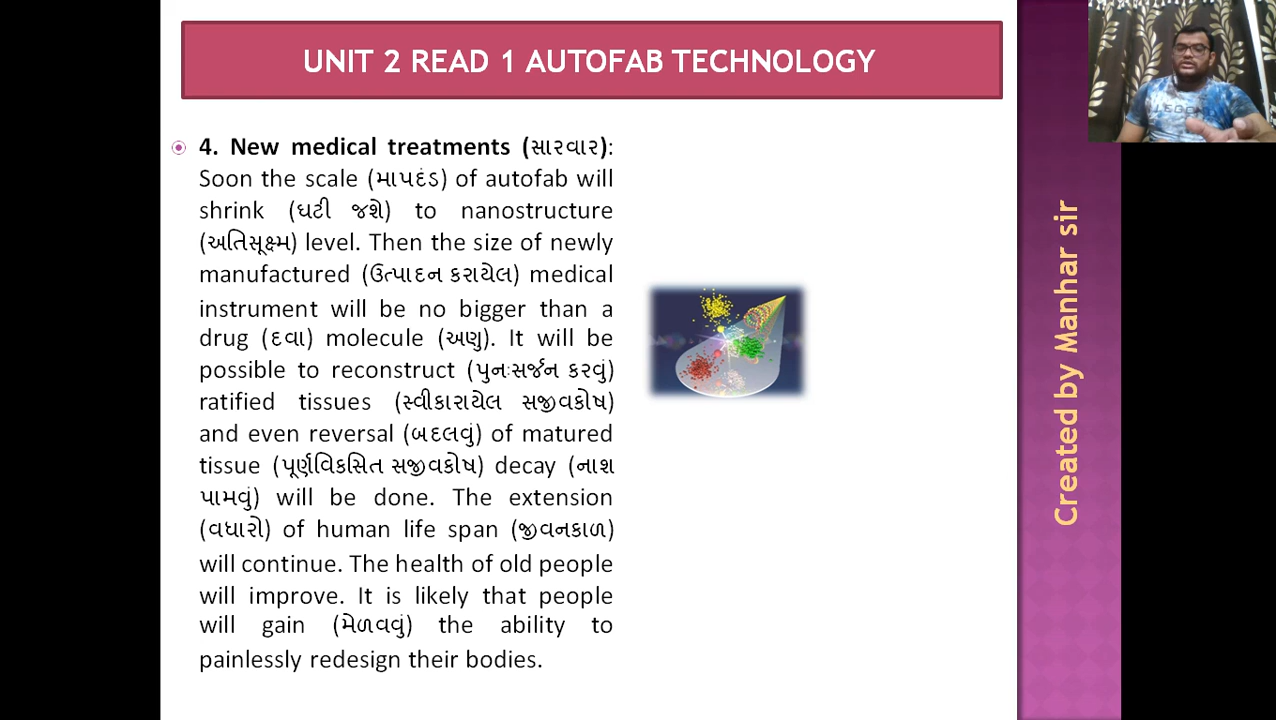 UNIT 2 READ 1 AUTOFAB TECHNOLOGY
4. New medical treatments (સારવાર):
Soon the scale (માપદંડ) of autofab will
shrink (ઘટી જશે) to nanostructure
(અતિસૂક્ષ્મ) level. Then the size of newly
manufactured (ઉત્પાદન કરાયેલ) medical
instrument will be no bigger than a
drug (દવા) molecule (અણુ). It will be
possible to reconstruct (પુનઃસર્જન કરવું)
ratified tissues (સ્વીકારાયેલ સજીવકોષ)
and even reversal (બદલવું) of matured
tissue (પૂર્ણવિકસિત સજીવકોષ) decay (નાશ
પામવું) will be done. The extension
(વધારો) of human life span (જીવનકાળ)
will continue. The health of old people
will improve. It is likely that people
will gain (મેળવવું) the ability to
painlessly redesign their bodies.
Created by Manhar sir